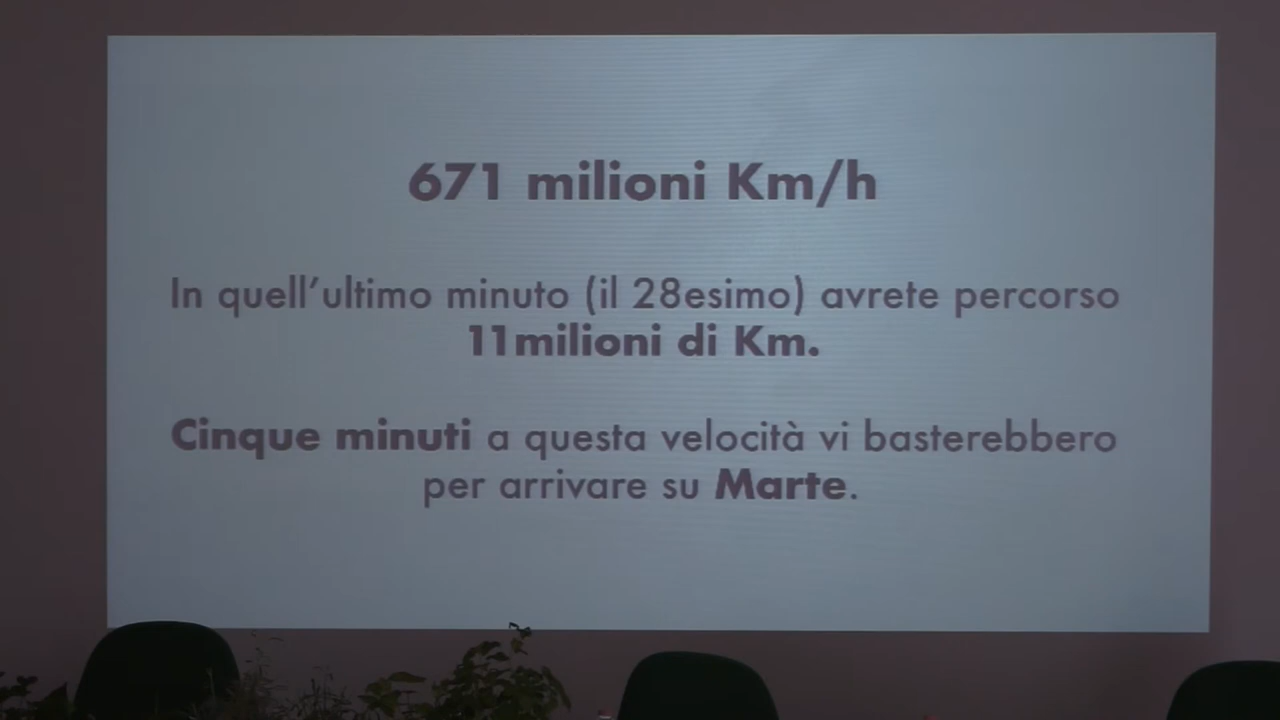 671 milioni Km/h
In quell’ultimo minuto (il 28esimo) avrete percorso
11milioni di Km.
Cinque minuti a questa velocità vi basterebbero
per arrivare su Marte.